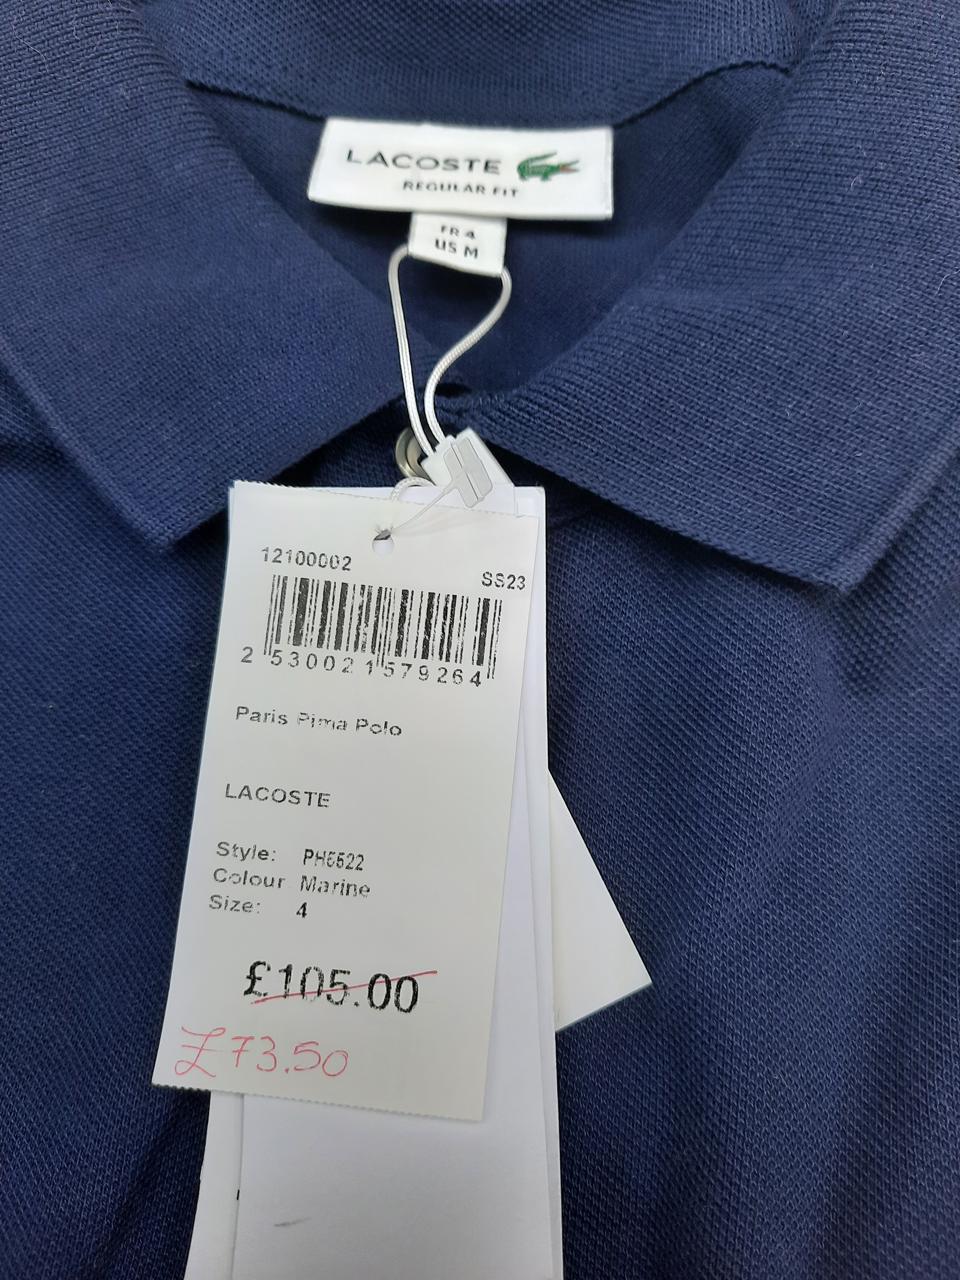 LACOSTE
REGULAR FIT
FR 4
US M
12100002
SS23
2 530021 579264
Paris Pima Polo
LACOSTE
Style: PH5522
Colour Marine
Size: 4
£105.00
£73.50